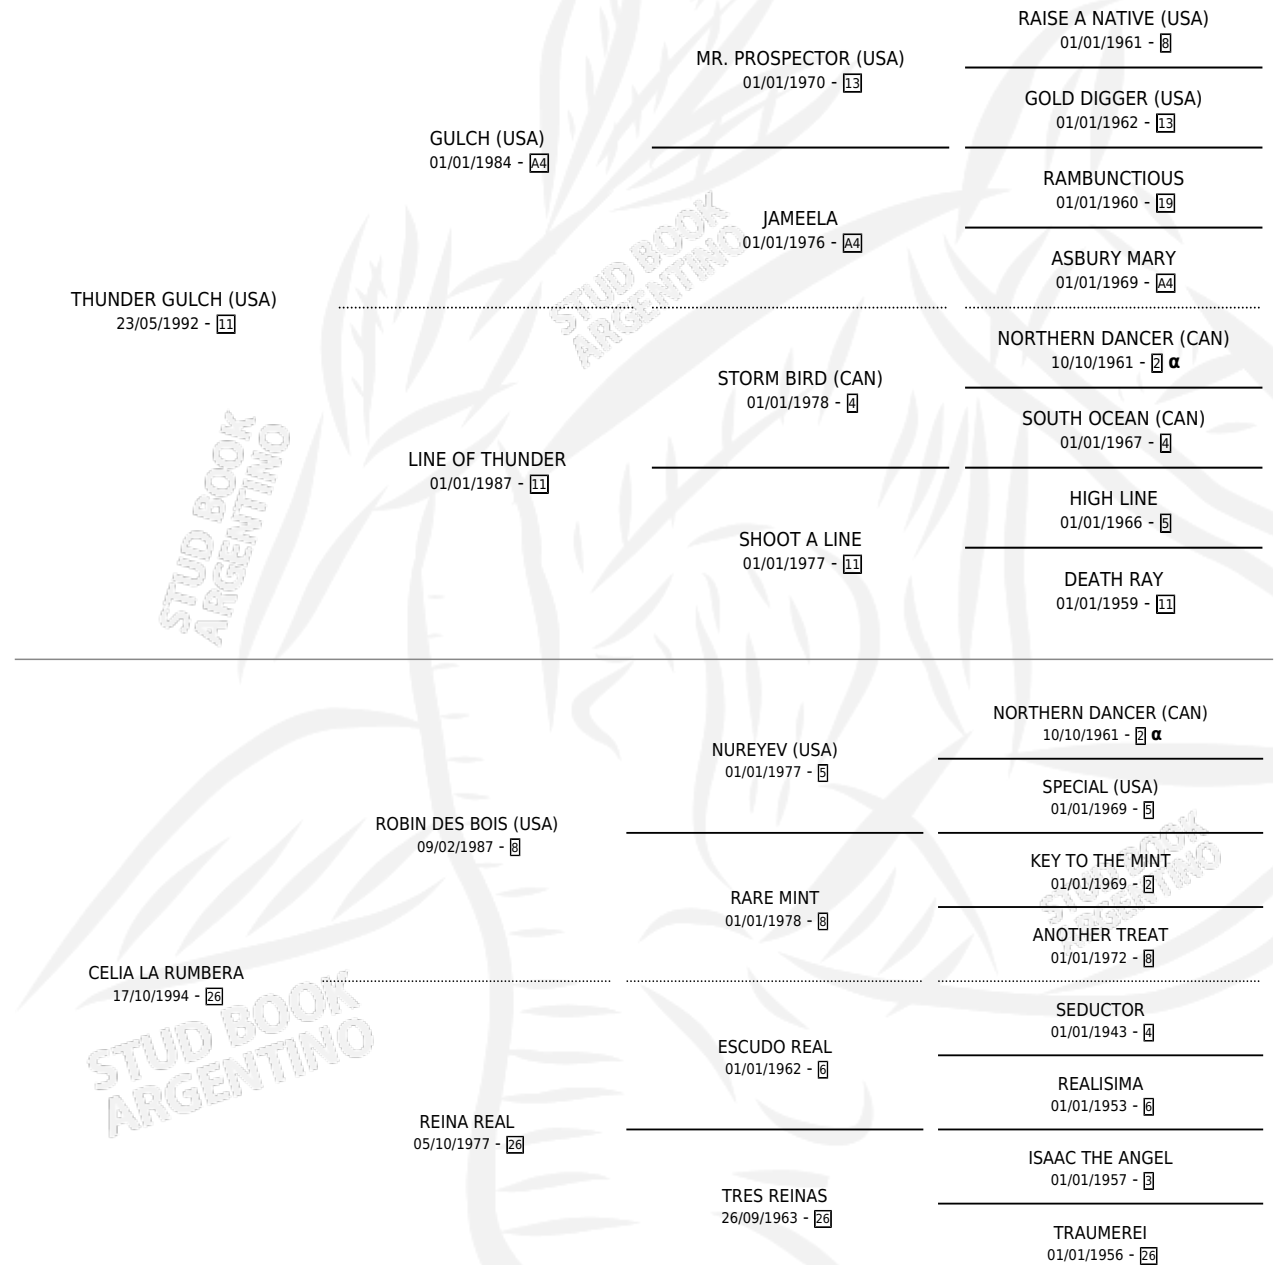 RAISE A NATIVE (USA)
01/01/1961 - 8
MR. PROSPECTOR (USA)
01/01/1970 - 13
GOLD DIGGER (USA)
01/01/1962 - 13
GULCH (USA)
01/01/1984 - A4
RAMBUNCTIOUS
01/01/1960 - 19
JAMEELA
01/01/1976 - A4
ASBURY MARY
01/01/1969 - A4
THUNDER GULCH (USA)
23/05/1992 - 11
NORTHERN DANCER (CAN)
10/10/1961 - 2 α
STORM BIRD (CAN)
01/01/1978 - 4
SOUTH OCEAN (CAN)
01/01/1967 - 4
LINE OF THUNDER
01/01/1987 - 11
HIGH LINE
01/01/1966 - 5
SHOOT A LINE
01/01/1977 - 11
DEATH RAY
01/01/1959 - 11
NORTHERN DANCER (CAN)
10/10/1961 - 2 α
NUREYEV (USA)
01/01/1977 - 5
SPECIAL (USA)
01/01/1969 - 5
ROBIN DES BOIS (USA)
09/02/1987 - 8
KEY TO THE MINT
01/01/1969 - 2
RARE MINT
01/01/1978 - 8
ANOTHER TREAT
01/01/1972 - 8
CELIA LA RUMBERA
17/10/1994 - 26
SEDUCTOR
01/01/1943 - 4
ESCUDO REAL
01/01/1962 - 6
REALISIMA
01/01/1953 - 6
REINA REAL
05/10/1977 - 26
ISAAC THE ANGEL
01/01/1957 - 3
TRES REINAS
26/09/1963 - 26
TRAUMEREI
01/01/1956 - 26
STUD BOOK
ARGENTINO
STUD BOOK
ARGENTINO
STUD BOOK
ARGENTINO
STUD BOOK
ARGENTINO